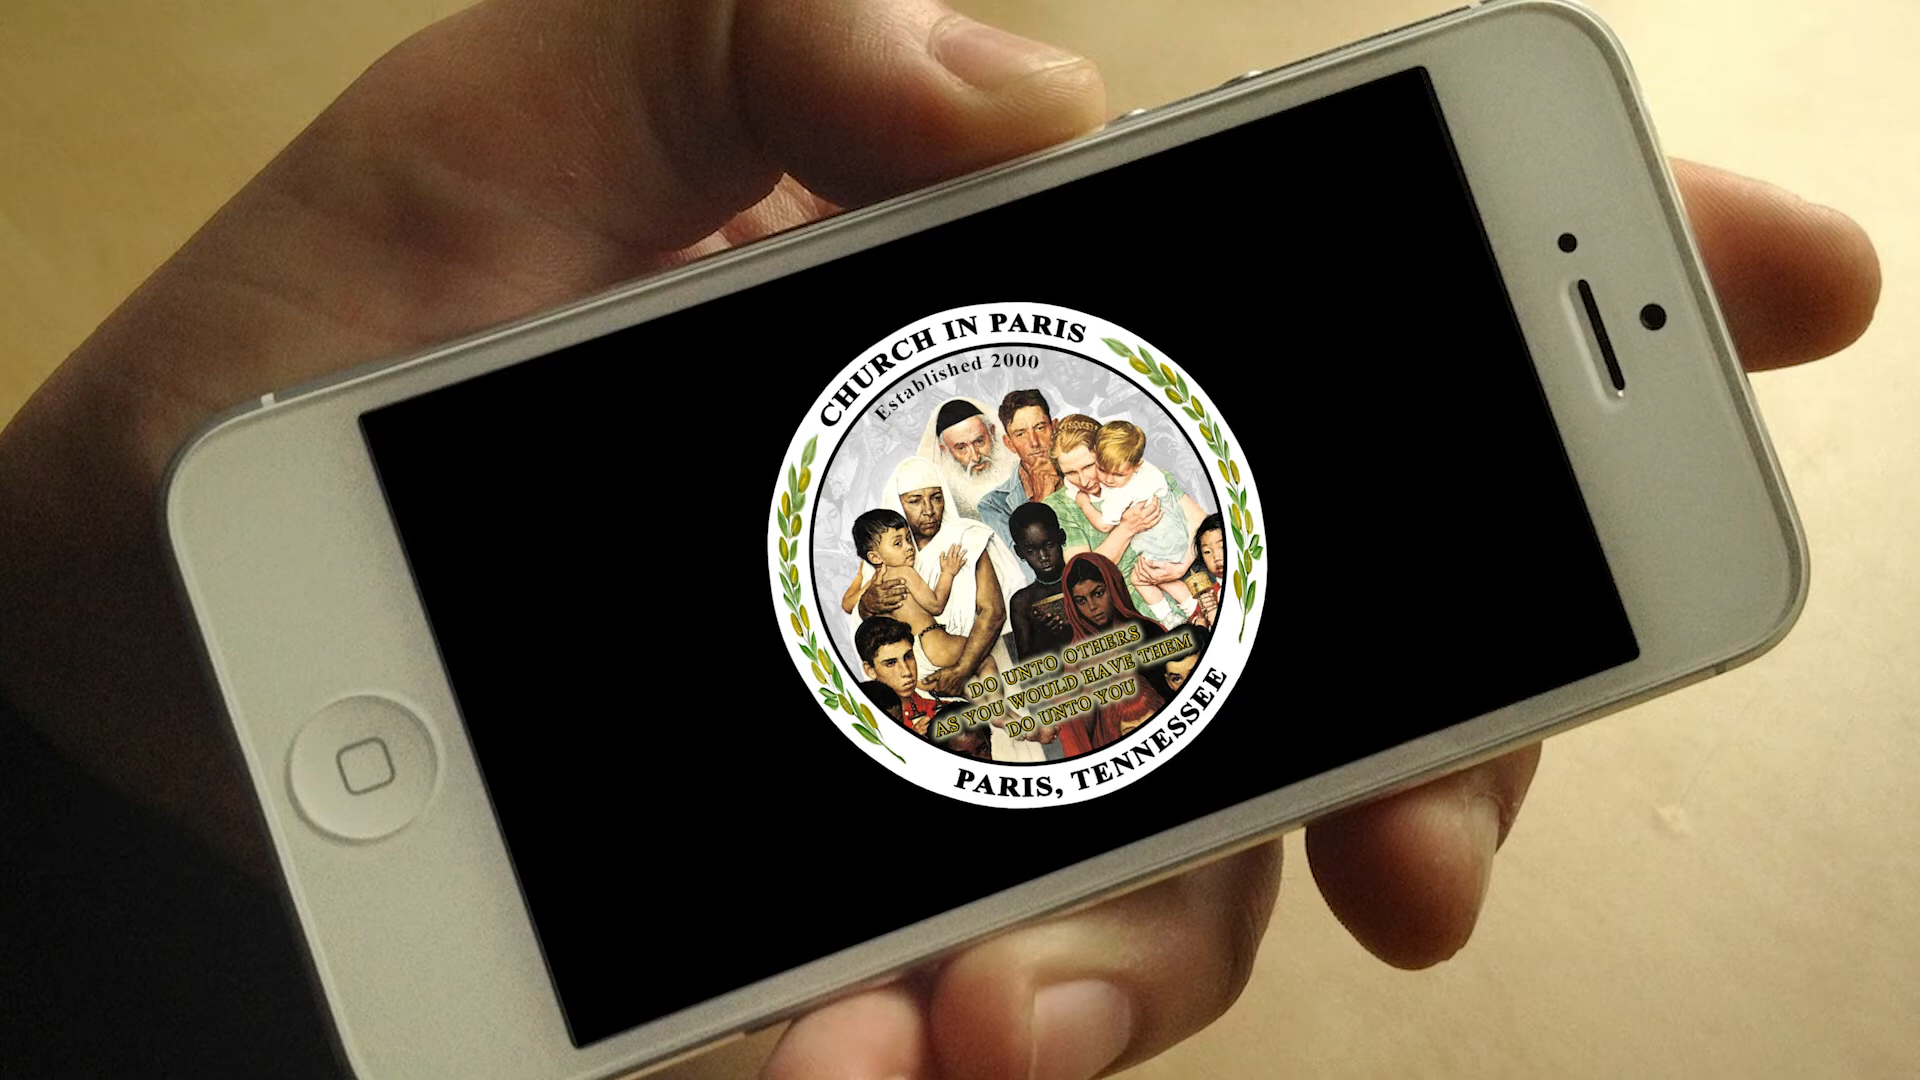 CHURCH IN PARIS
Established 2000
DO UNTO OTHERS
AS YOU WOULD HAVE THEM
DO UNTO YOU
PARIS, TENNESSEE